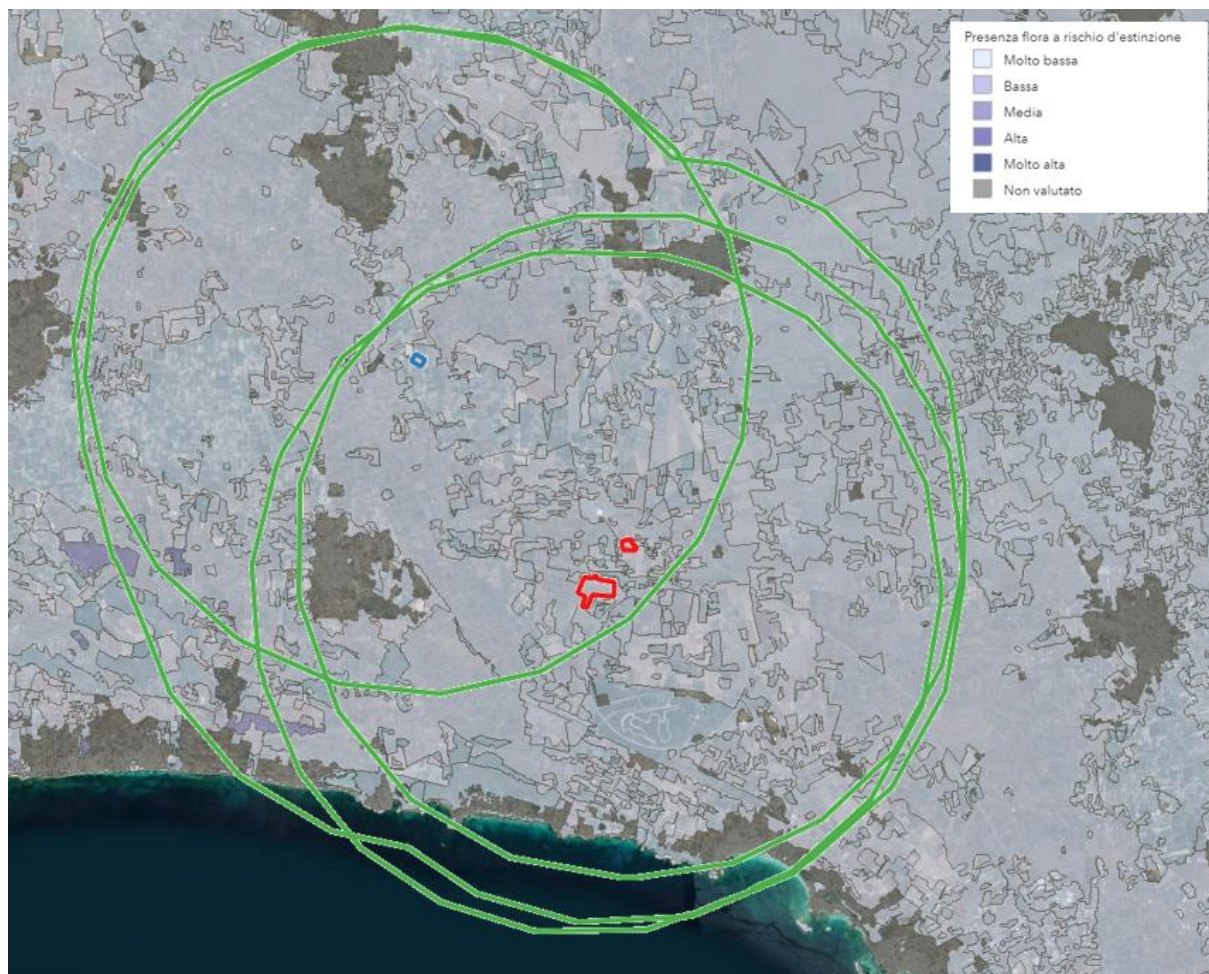 Presenza flora a rischio d'estinzione
Molto bassa
Bassa
Media
Alta
Molto alta
Non valutato